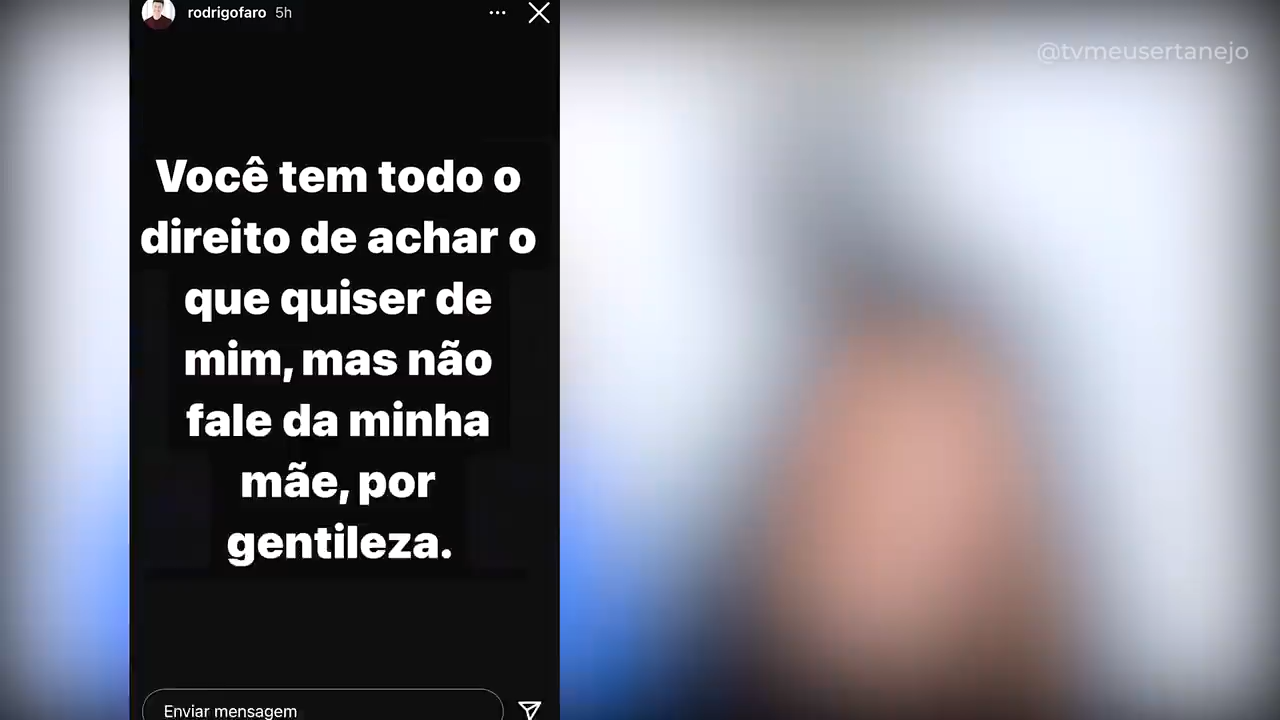 rodrigofaro 5h
@tvmeusertanejo
Você tem todo o
direito de achar o
que quiser de
mim, mas não
fale da minha
mãe, por
gentileza.
Enviar mensagem